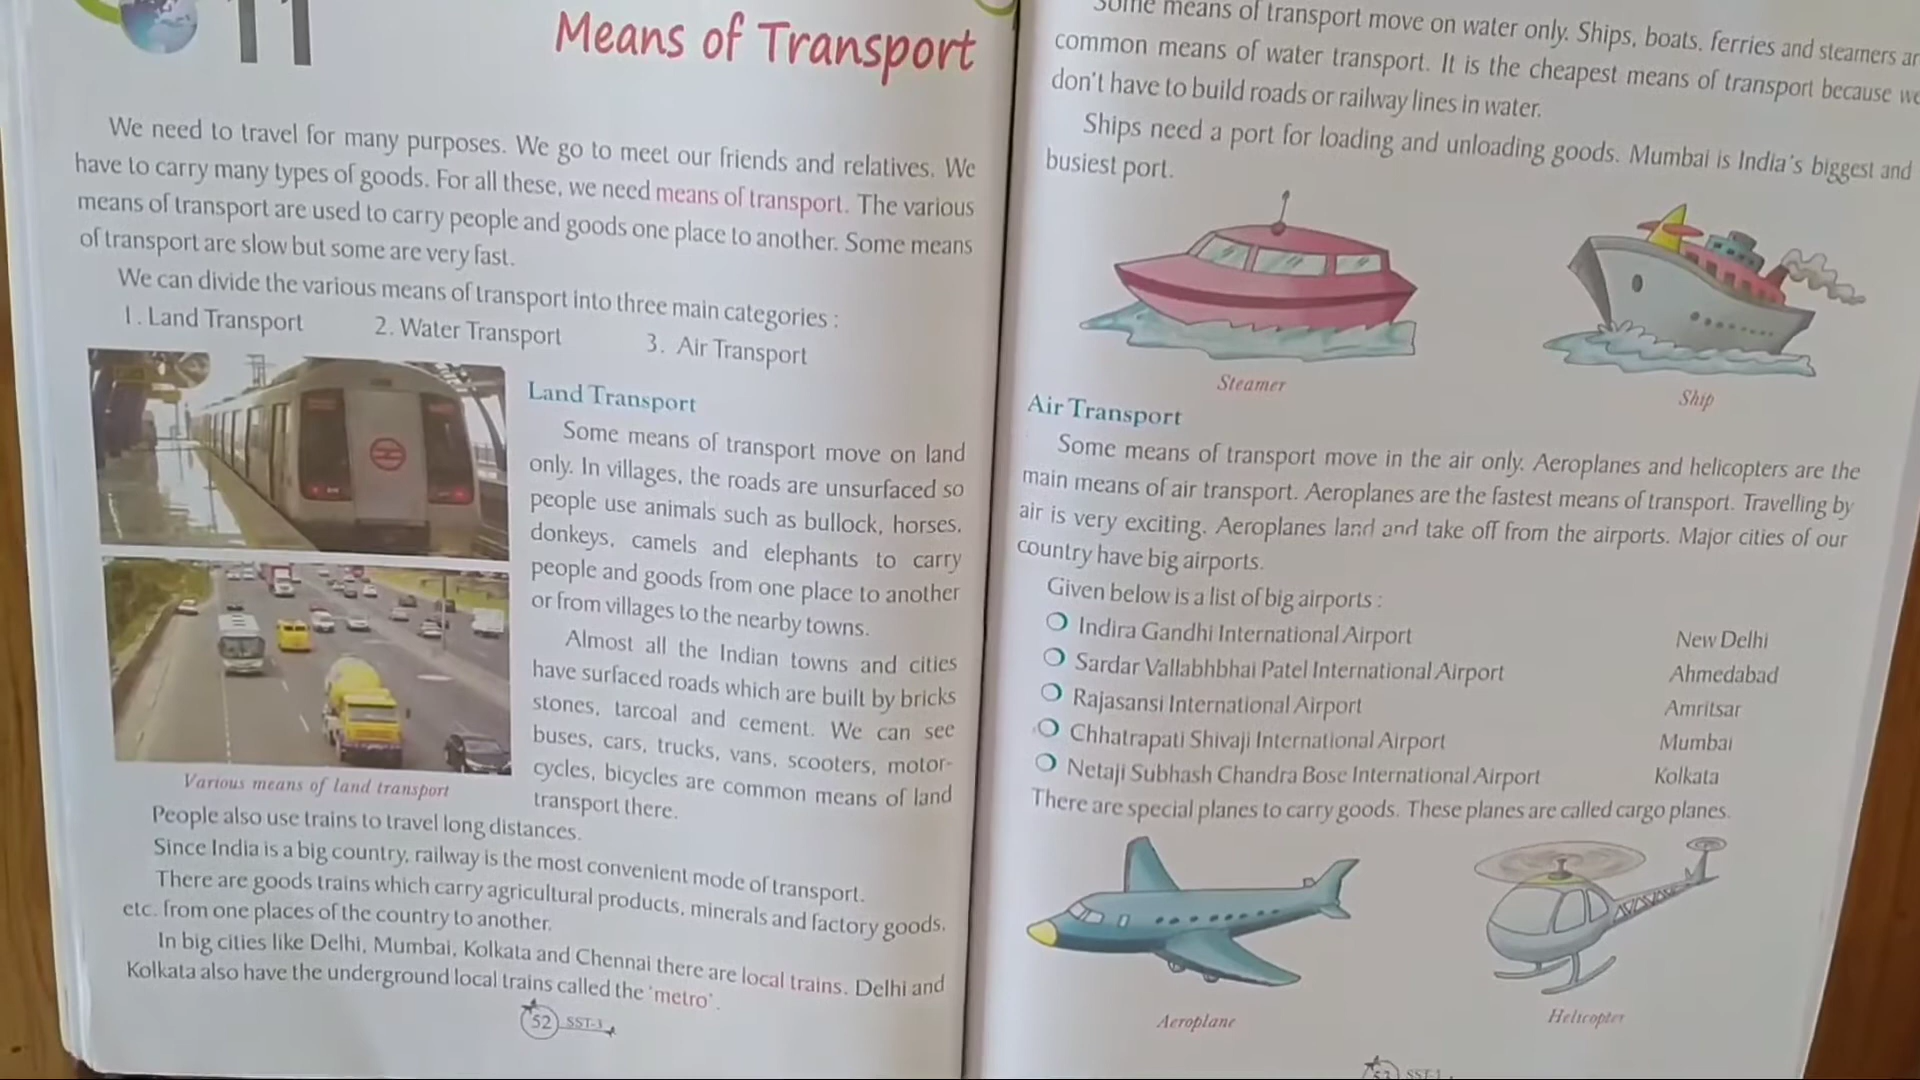 11
Means of Transport
We need to travel for many purposes. We go to meet our friends and relatives. We
have to carry many types of goods. For all these, we need means of transport. The various
means of transport are used to carry people and goods one place to another. Some means
of transport are slow but some are very fast.
We can divide the various means of transport into three main categories :
1. Land Transport 2. Water Transport 3. Air Transport
Land Transport
Some means of transport move on land
only. In villages, the roads are unsurfaced so
people use animals such as bullock, horses,
donkeys, camels and elephants to carry
people and goods from one place to another
or from villages to the nearby towns.
Almost all the Indian towns and cities
have surfaced roads which are built by bricks
stones, tarcoal and cement. We can see
buses, cars, trucks, vans, scooters, motor-
cycles, bicycles are common means of land
transport there.
Various means of land transport
People also use trains to travel long distances.
Since India is a big country, railway is the most convenient mode of transport.
There are goods trains which carry agricultural products, minerals and factory goods,
etc. from one places of the country to another.
In big cities like Delhi, Mumbai, Kolkata and Chennai there are local trains. Delhi and
Kolkata also have the underground local trains called the 'metro'.
52 SST-3
Some means of transport move on water only. Ships, boats, ferries and steamers
common means of water transport. It is the cheapest means of transport because
don't have to build roads or railway lines in water.
Ships need a port for loading and unloading goods. Mumbai is India's biggest and
busiest port.
Steamer
Ship
Air Transport
Some means of transport move in the air only. Aeroplanes and helicopters are the
main means of air transport. Aeroplanes are the fastest means of transport. Travelling by
air is very exciting. Aeroplanes land and take off from the airports. Major cities of our
country have big airports.
Given below is a list of big airports :
Indira Gandhi International Airport New Delhi
Sardar Vallabhbhai Patel International Airport Ahmedabad
Rajasansi International Airport Amritsar
Chhatrapati Shivaji International Airport Mumbai
Netaji Subhash Chandra Bose International Airport Kolkata
There are special planes to carry goods. These planes are called cargo planes.
Aeroplane
Helicopter